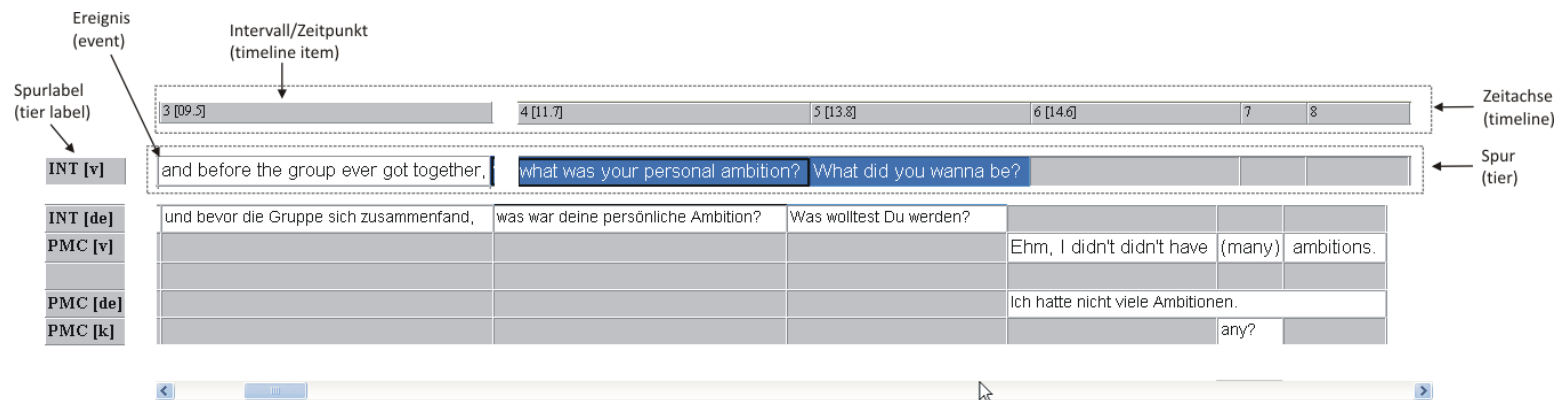 Ereignis
(event)
Intervall/Zeitpunkt
(timeline item)
Spurlabel
(tier label)
Zeitachse
(timeline)
3 [09.5] 4 [11.7] 5 [13.8] 6 [14.6] 7 8
Spur
(tier)
INT [v] and before the group ever got together, what was your personal ambition? What did you wanna be?
INT [de] und bevor die Gruppe sich zusammenfand, was war deine persönliche Ambition? Was wolltest Du werden?
PMC [v] Ehm, I didn't didn't have (many) ambitions.
PMC [de] Ich hatte nicht viele Ambitionen.
PMC [k] any?